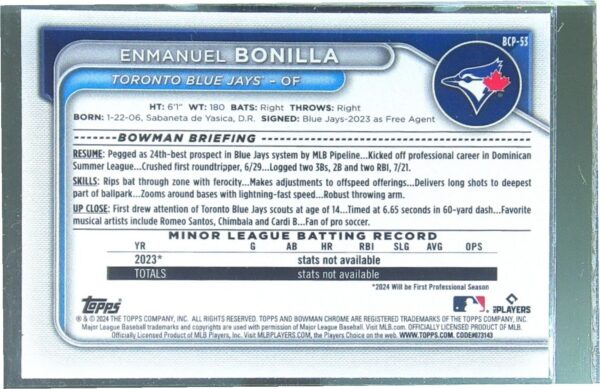 BCP-53
ENMANUEL BONILLA
TORONTO BLUE JAYS™ - OF
HT: 6'1" WT: 180 BATS: Right THROWS: Right
BORN: 1-22-06, Sabaneta de Yasica, D.R. SIGNED: Blue Jays-2023 as Free Agent
BOWMAN BRIEFING
RESUME: Pegged as 24th-best prospect in Blue Jays system by MLB Pipeline...Kicked off professional career in Dominican
Summer League...Crushed first roundtripper, 6/29...Logged two 3Bs, 2B and two RBI, 7/21.
SKILLS: Rips bat through zone with ferocity...Makes adjustments to offspeed offerings...Delivers long shots to deepest
part of ballpark...Zooms around bases with lightning-fast speed...Robust throwing arm.
UP CLOSE: First drew attention of Toronto Blue Jays scouts at age of 14...Timed at 6.65 seconds in 60-yard dash...Favorite
musical artists include Romeo Santos, Chimbala and Cardi B...Fan of pro soccer.
MINOR LEAGUE BATTING RECORD
YR G AB HR RBI SLG AVG OPS
2023* stats not available
TOTALS stats not available
*2024 Will be First Professional Season
Topps
MLB
PLAYERS
® & © 2024 THE TOPPS COMPANY, INC. ALL RIGHTS RESERVED. TOPPS AND BOWMAN CHROME ARE REGISTERED TRADEMARKS OF THE TOPPS COMPANY, INC.
Major League Baseball trademarks and copyrights are used with permission of Major League Baseball. Visit MLB.com. OFFICIALLY LICENSED PRODUCT OF MLB.
Officially Licensed Product of MLB Players, Inc. Visit MLBPLAYERS.com, the Players Choice on the web. WWW.TOPPS.COM. CODE#073143